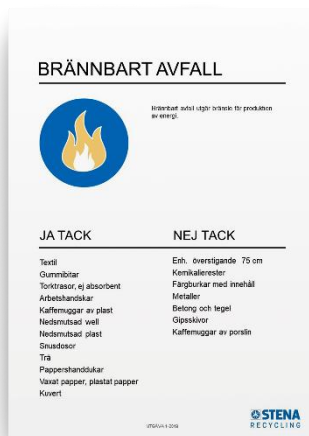 BRÄNNBART AVFALL
Brännbart avfall utgör bränsle för produktion
av energi.
JA TACK
Textil
Gummibitar
Torktrasor, ej absorbent
Arbetshandskar
Kaffemuggar av plast
Nedsmutsad well
Nedsmutsad plast
Snusdosor
Trä
Pappershanddukar
Vaxat papper, plastat papper
Kuvert
NEJ TACK
Enh. överstigande 75 cm
Kemikalierester
Färgburkar med innehåll
Metaller
Betong och tegel
Gipsskivor
Kaffemuggar av porslin
STENA
RECYCLING